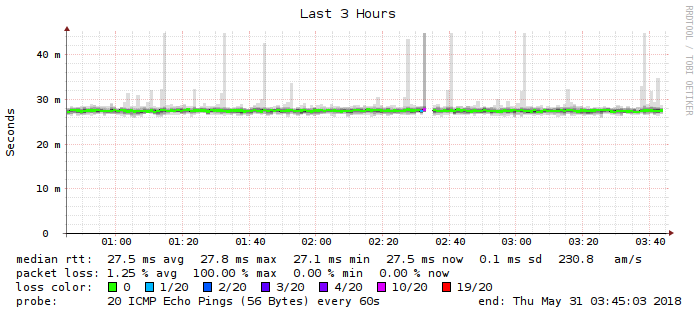 Last 3 Hours
RRDTOOL / TOBI OETIKER
Seconds
40 m
30 m
20 m
10 m
0
01:00 01:20 01:40 02:00 02:20 02:40 03:00 03:20 03:40
median rtt: 27.5 ms avg 27.8 ms max 27.1 ms min 27.5 ms now 0.1 ms sd 230.8 am/s
packet loss: 1.25 % avg 100.00 % max 0.00 % min 0.00 % now
loss color: 0 1/20 2/20 3/20 4/20 10/20 19/20
probe: 20 ICMP Echo Pings (56 Bytes) every 60s end: Thu May 31 03:45:03 2018